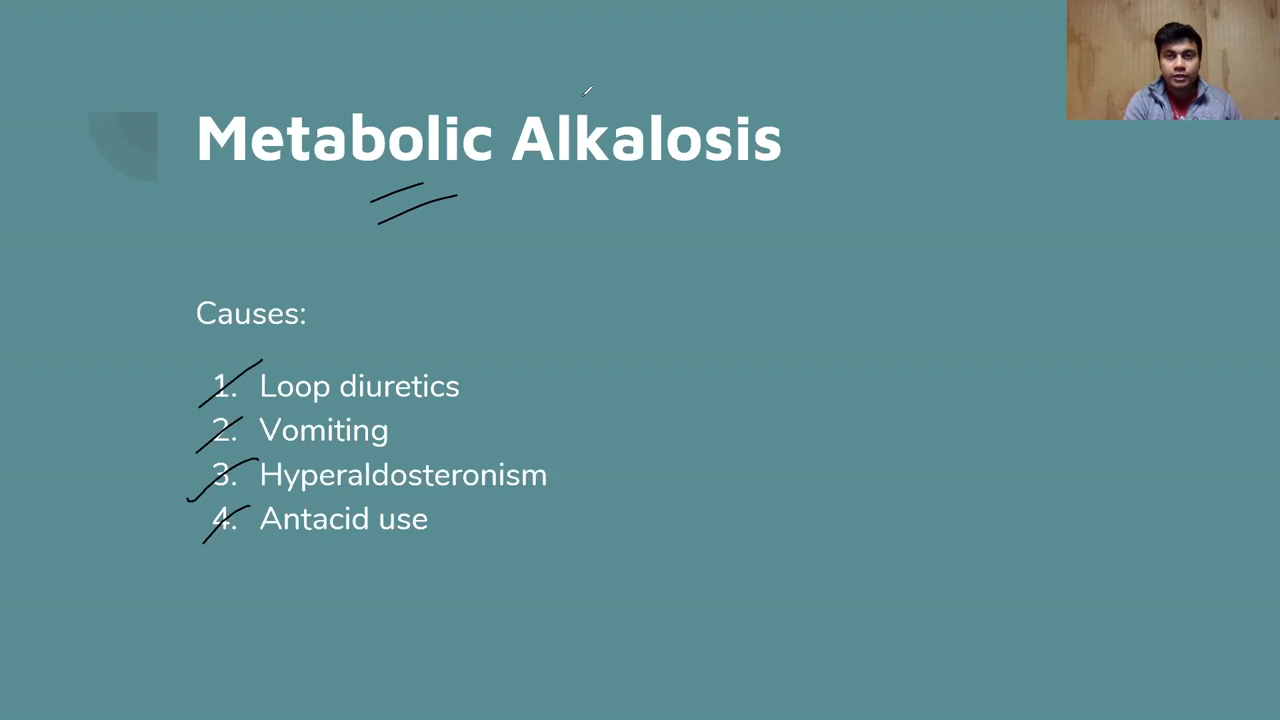 Metabolic Alkalosis
Causes:
1. Loop diuretics
2. Vomiting
3. Hyperaldosteronism
4. Antacid use